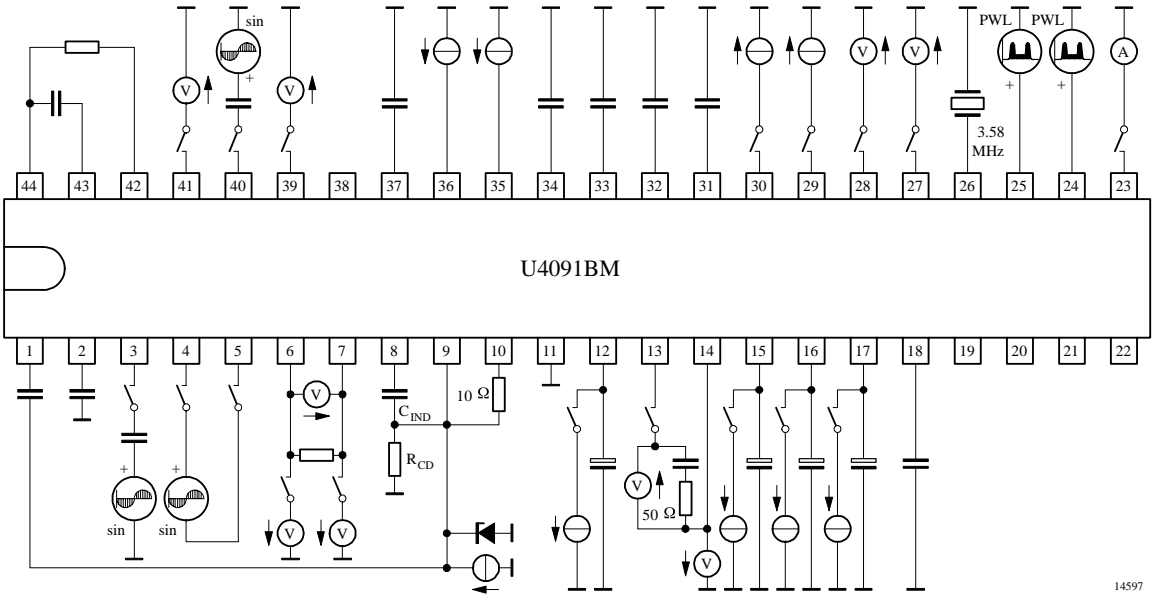 sin
PWL PWL
V
V
V V
A
+
+ +
3.58
MHz
44 43 42 41 40 39 38 37 36 35 34 33 32 31 30 29 28 27 26 25 24 23
U4091BM
1 2 3 4 5 6 7 8 9 10 11 12 13 14 15 16 17 18 19 20 21 22
V
10 Ω
C IND
R CD
+ +
V
50 Ω
sin sin
V V
V
14597